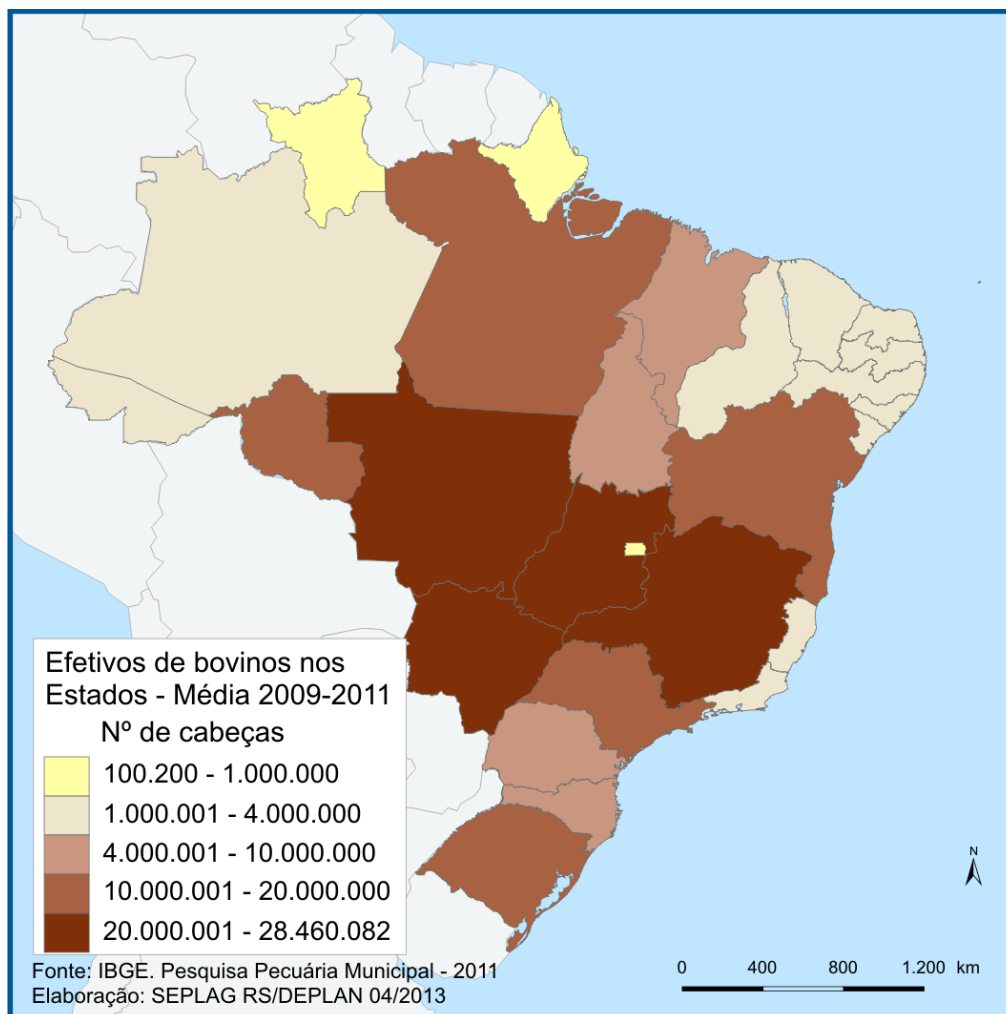 Efetivos de bovinos nos
Estados - Média 2009-2011
Nº de cabeças
100.200 - 1.000.000
1.000.001 - 4.000.000
4.000.001 - 10.000.000
10.000.001 - 20.000.000
20.000.001 - 28.460.082
Fonte: IBGE. Pesquisa Pecuária Municipal - 2011
Elaboração: SEPLAG RS/DEPLAN 04/2013
N
0 400 800 1.200 km